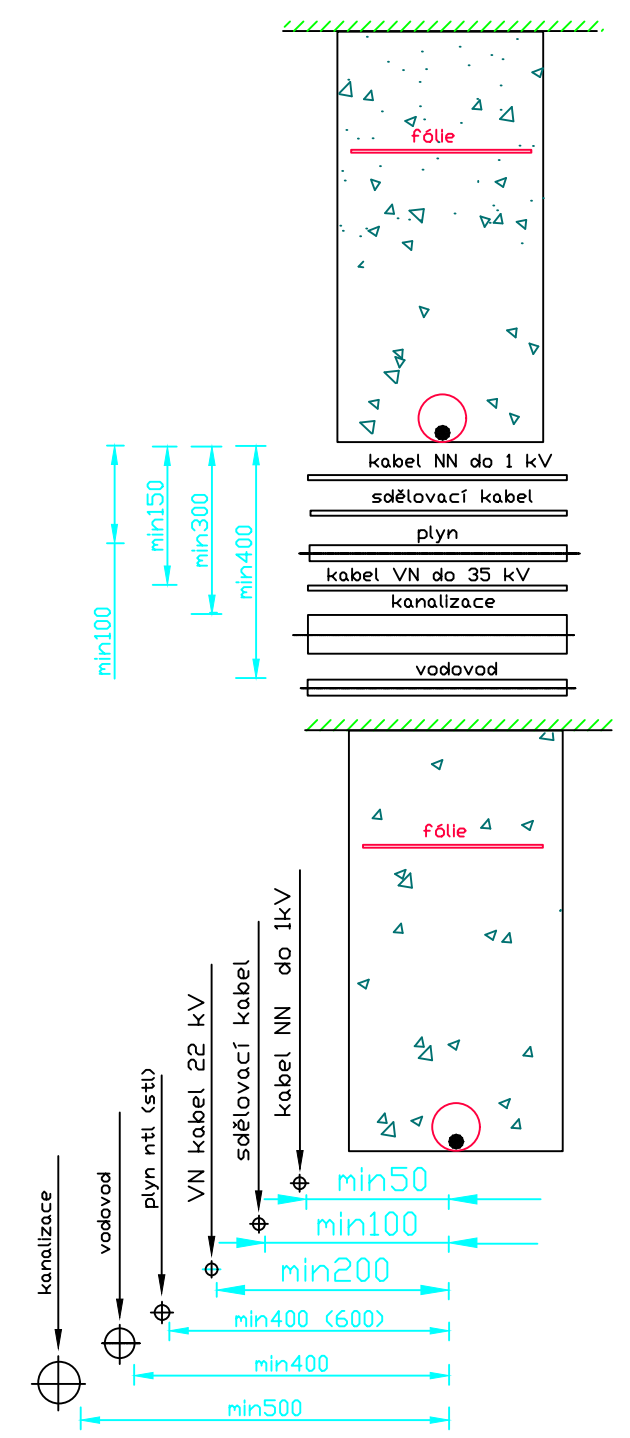 fólie
kabel NN do 1 kV
sdělovací kabel
plyn
kabel VN do 35 kV
kanalizace
vodovod
min100
min150
min300
min400
fólie
kanalizace
vodovod
plyn ntl (stl)
VN kabel 22 kV
sdělovací kabel
kabel NN do 1kV
min50
min100
min200
min400 (600)
min400
min500